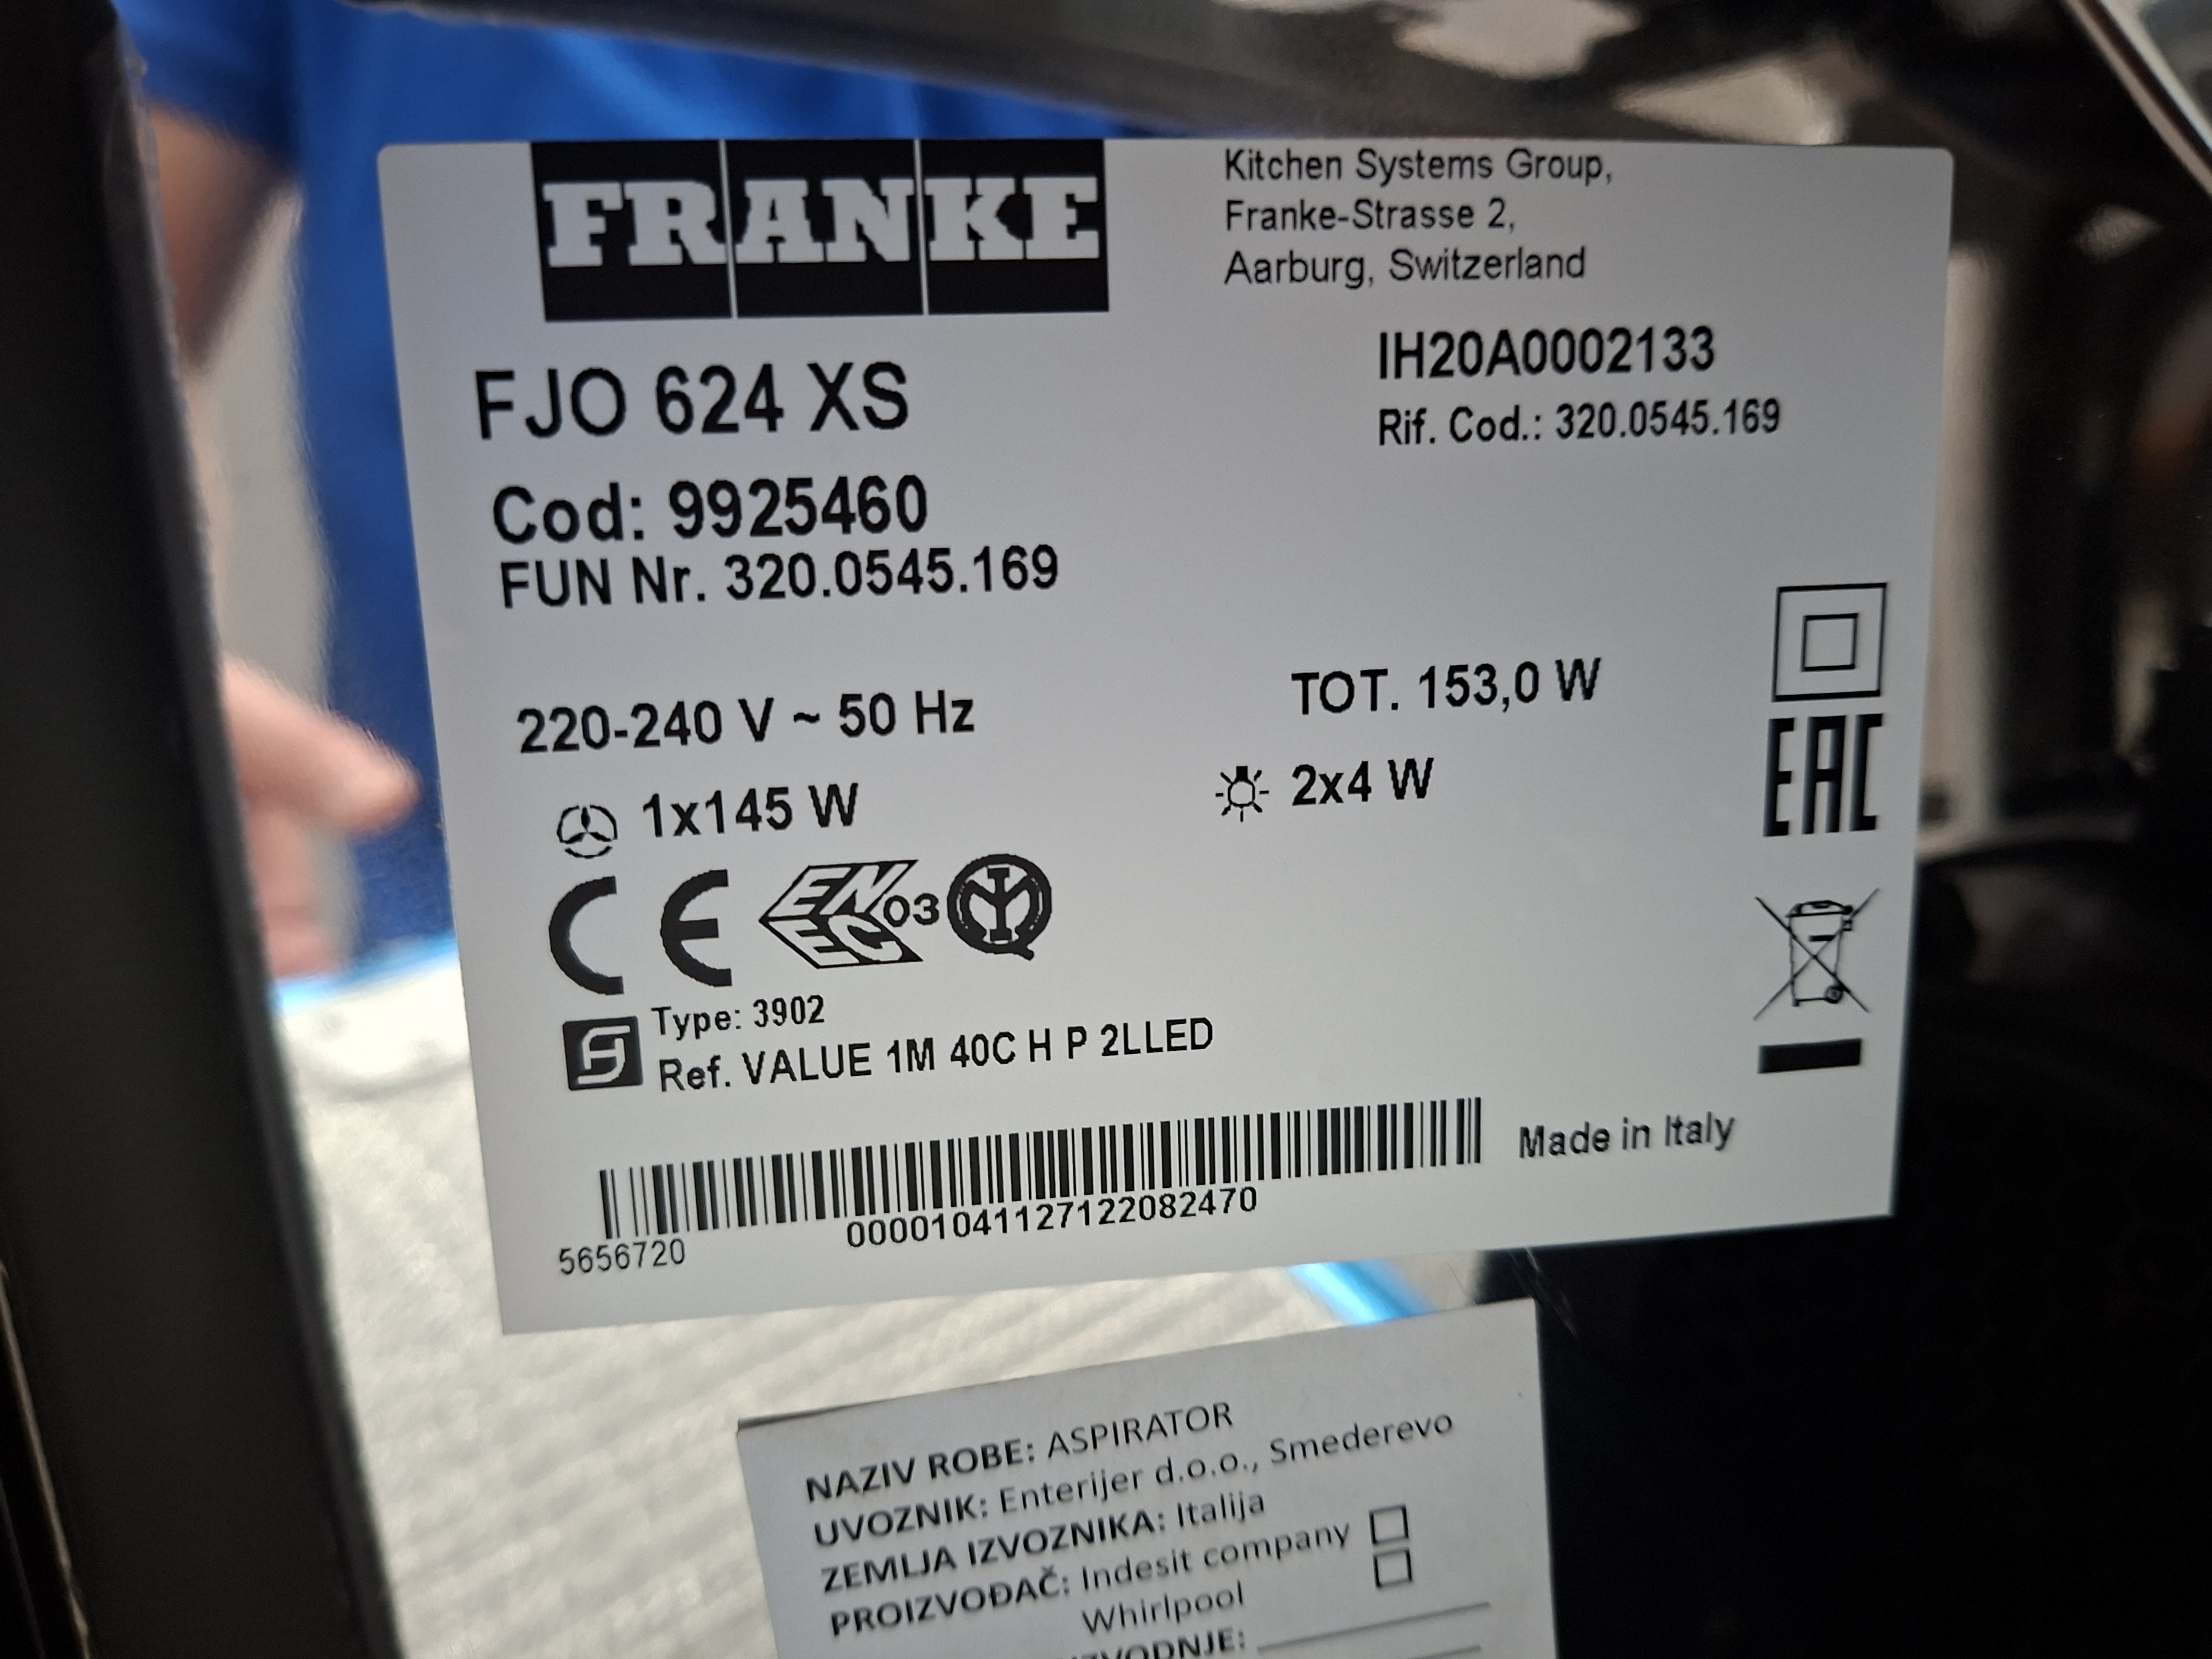 FRANKE
Kitchen Systems Group,
Franke-Strasse 2,
Aarburg, Switzerland
FJO 624 XS
IH20A0002133
Rif. Cod.: 320.0545.169
Cod: 9925460
FUN Nr. 320.0545.169
220-240 V ~ 50 Hz
TOT. 153,0 W
1x145 W
2x4 W
EAC
CE ENEC 03
Type: 3902
Ref. VALUE 1M 40C H P 2LLED
Made in Italy
00001041127122082470
5656720
NAZIV ROBE: ASPIRATOR
UVOZNIK: Enterijer d.o.o., Smederevo
ZEMLJA IZVOZNIKA: Italija
PROIZVOĐAČ: Indesit company
Whirlpool